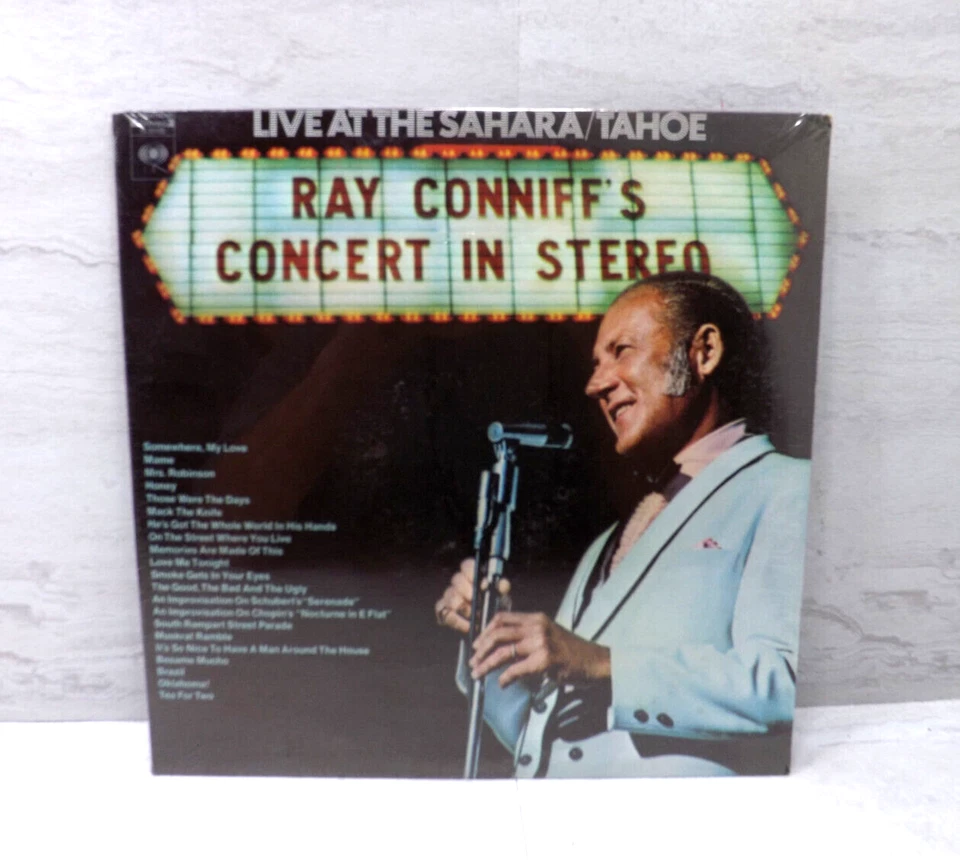 LIVE AT THE SAHARA/TAHOE
RAY CONNIFF'S
CONCERT IN STEREO
Somewhere, My Love
Mame
Mrs. Robinson
Honey
Those Were The Days
Mack The Knife
He's Got The Whole World In His Hands
On The Street Where You Live
Memories Are Made Of This
Love Me Tonight
Smoke Gets In Your Eyes
The Good, The Bad And The Ugly
An Improvisation On Schubert's "Serenade"
An Improvisation On Chopin's "Nocturne in E Flat"
South Rampart Street Parade
Muskrat Ramble
It's So Nice To Have A Man Around The House
Besame Mucho
Brazil
Oklahoma!
Tea For Two